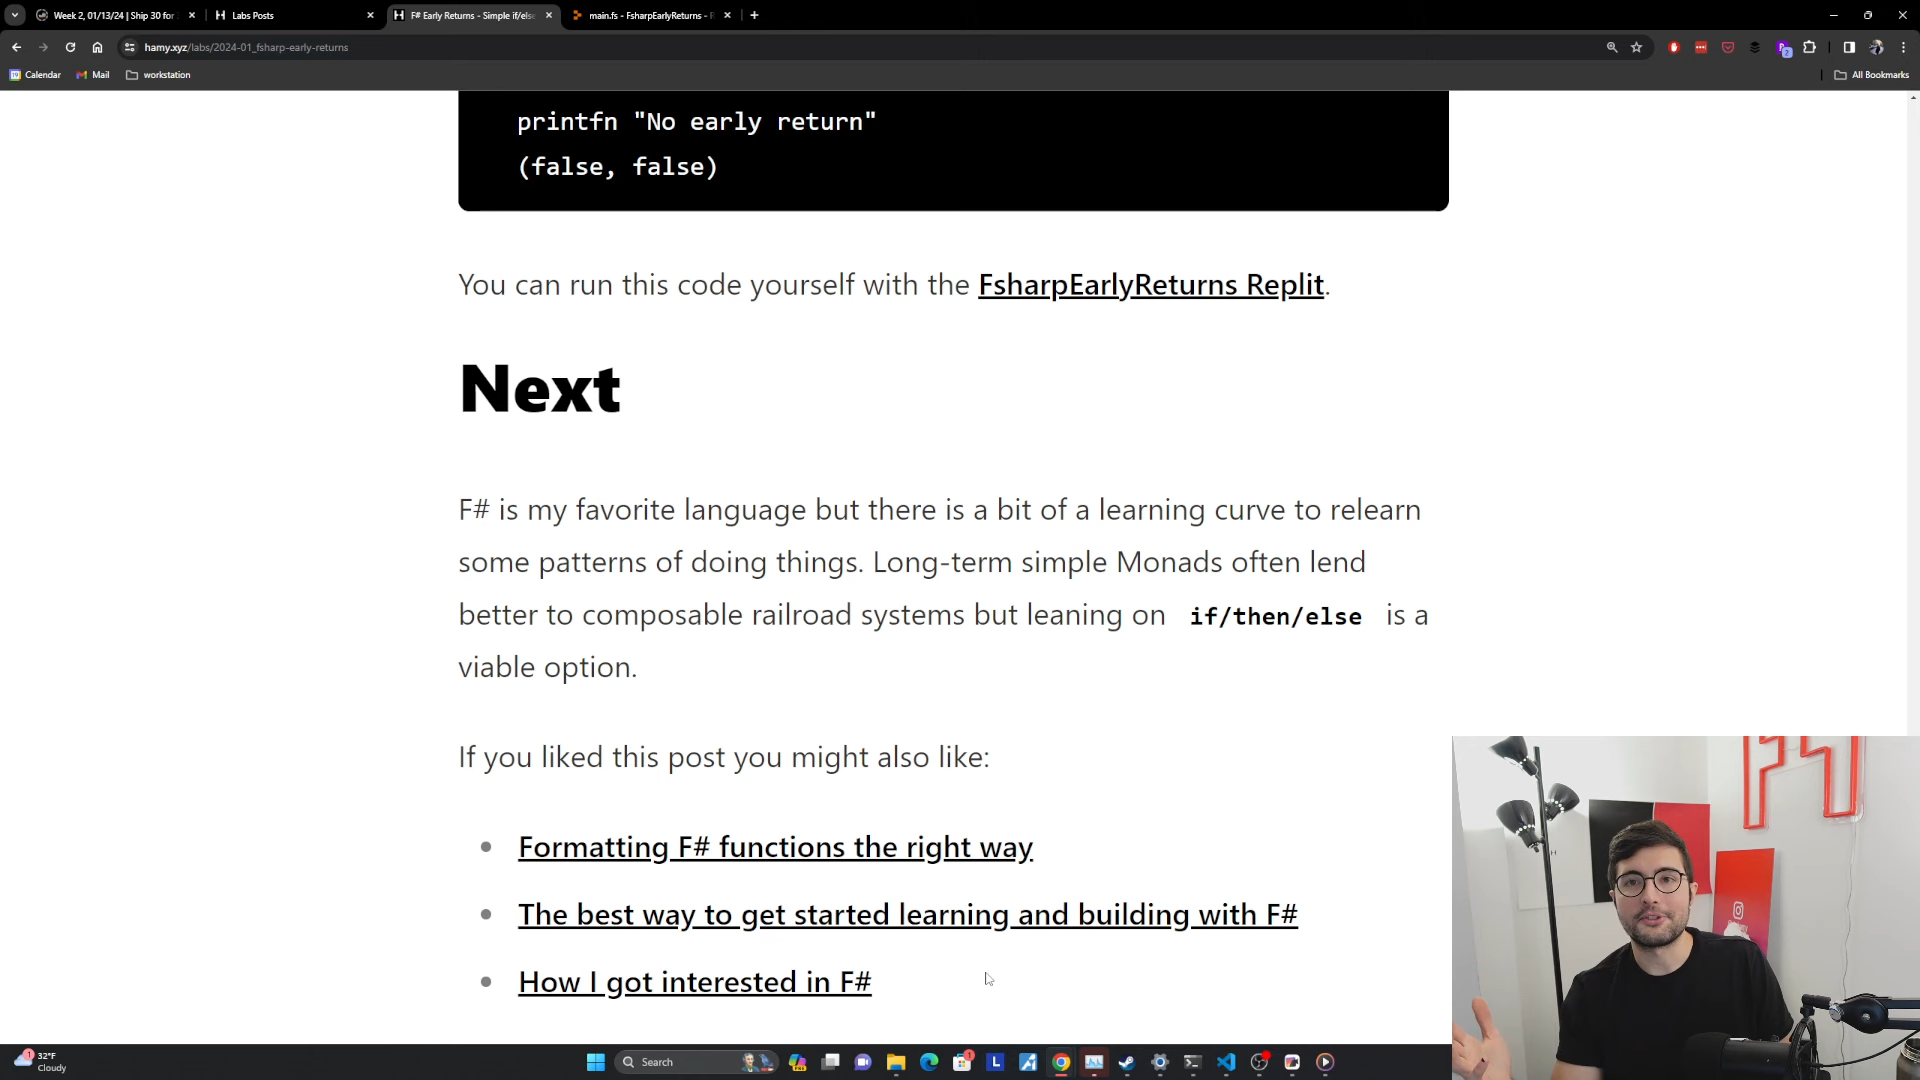 Week 2, 01/13/24 | Ship 30 for
Labs Posts
F# Early Returns - Simple if/else
main.fs - FsharpEarlyReturns -
hamy.xyz/labs/2024-01_fsharp-early-returns
Calendar
Mail
workstation
All Bookmarks
printfn "No early return"
(false, false)
You can run this code yourself with the FsharpEarlyReturns Replit.
Next
F# is my favorite language but there is a bit of a learning curve to relearn
some patterns of doing things. Long-term simple Monads often lend
better to composable railroad systems but leaning on if/then/else is a
viable option.
If you liked this post you might also like:
Formatting F# functions the right way
The best way to get started learning and building with F#
How I got interested in F#
32°F
Cloudy
Search